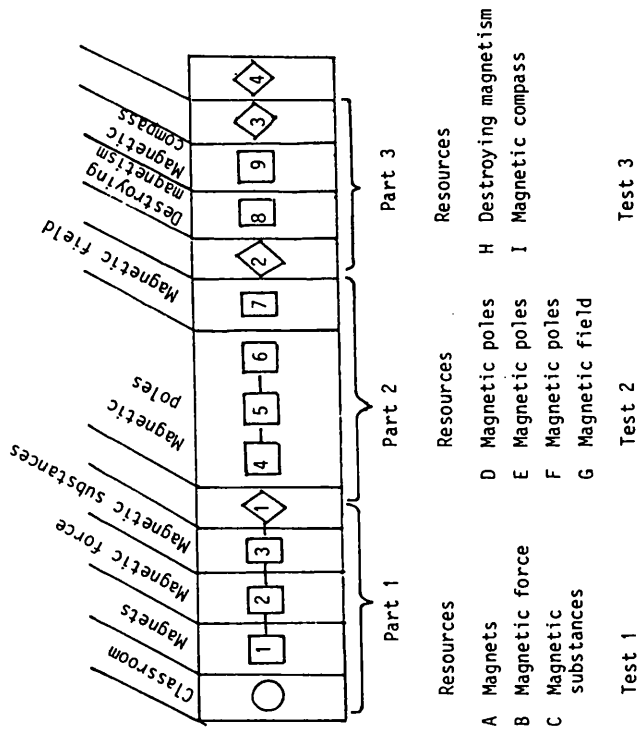 Classroom
Magnets
Magnetic force
Magnetic substances
Magnetic
poles
Magnetic field
Destroying
magnetism
Magnetic
compass
1
2
3
1
4
5
6
7
2
8
9
3
4
Part 1
Part 2
Part 3
Resources
A Magnets
B Magnetic force
C Magnetic
substances
Test 1
Resources
D Magnetic poles
E Magnetic poles
F Magnetic poles
G Magnetic field
Test 2
Resources
H Destroying magnetism
I Magnetic compass
Test 3